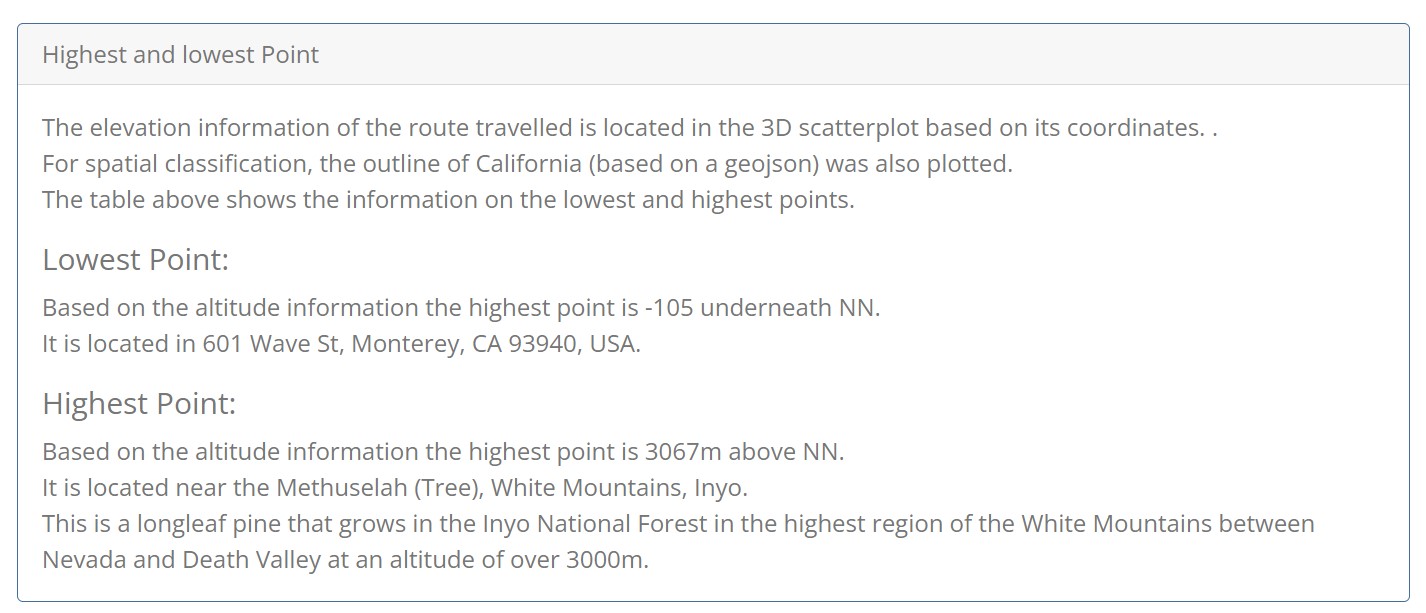 Highest and lowest Point
The elevation information of the route travelled is located in the 3D scatterplot based on its coordinates. .
For spatial classification, the outline of California (based on a geojson) was also plotted.
The table above shows the information on the lowest and highest points.
Lowest Point:
Based on the altitude information the highest point is -105 underneath NN.
It is located in 601 Wave St, Monterey, CA 93940, USA.
Highest Point:
Based on the altitude information the highest point is 3067m above NN.
It is located near the Methuselah (Tree), White Mountains, Inyo.
This is a longleaf pine that grows in the Inyo National Forest in the highest region of the White Mountains between
Nevada and Death Valley at an altitude of over 3000m.